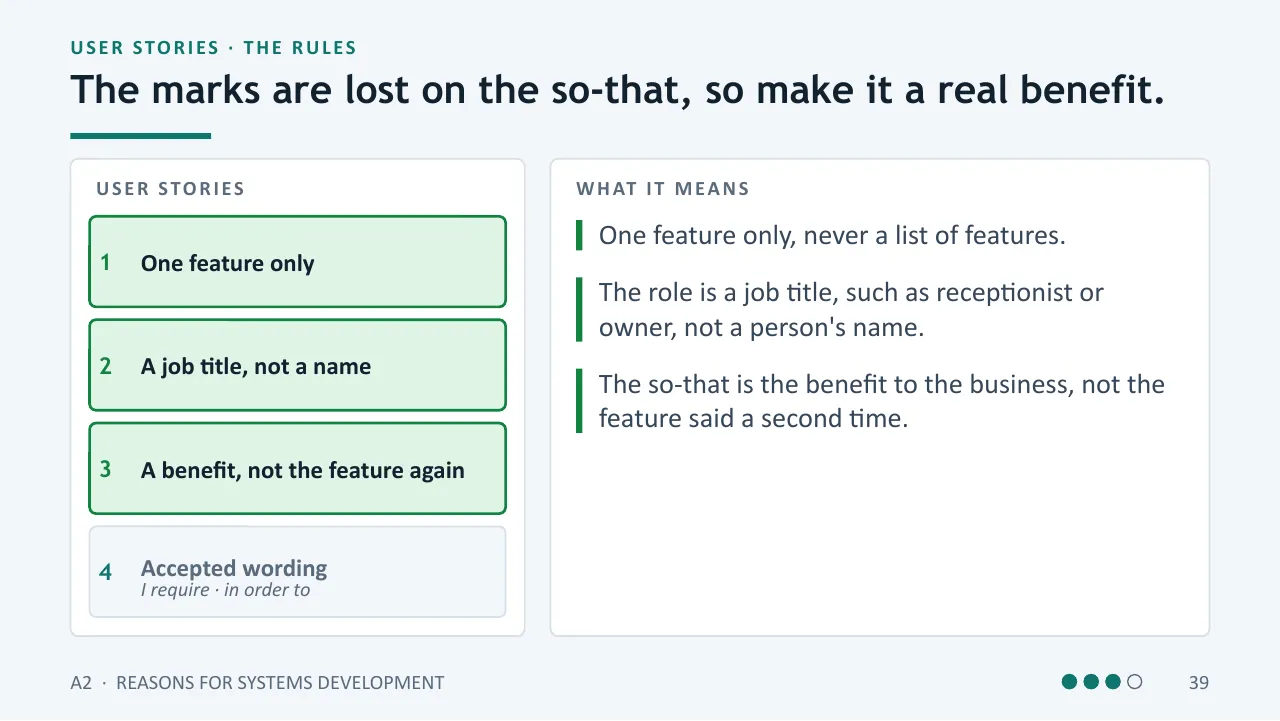 USER STORIES · THE RULES
The marks are lost on the so-that, so make it a real benefit.
USER STORIES
1 One feature only
2 A job title, not a name
3 A benefit, not the feature again
4 Accepted wording
I require · in order to
WHAT IT MEANS
One feature only, never a list of features.
The role is a job title, such as receptionist or
owner, not a person's name.
The so-that is the benefit to the business, not the
feature said a second time.
A2 · REASONS FOR SYSTEMS DEVELOPMENT
39